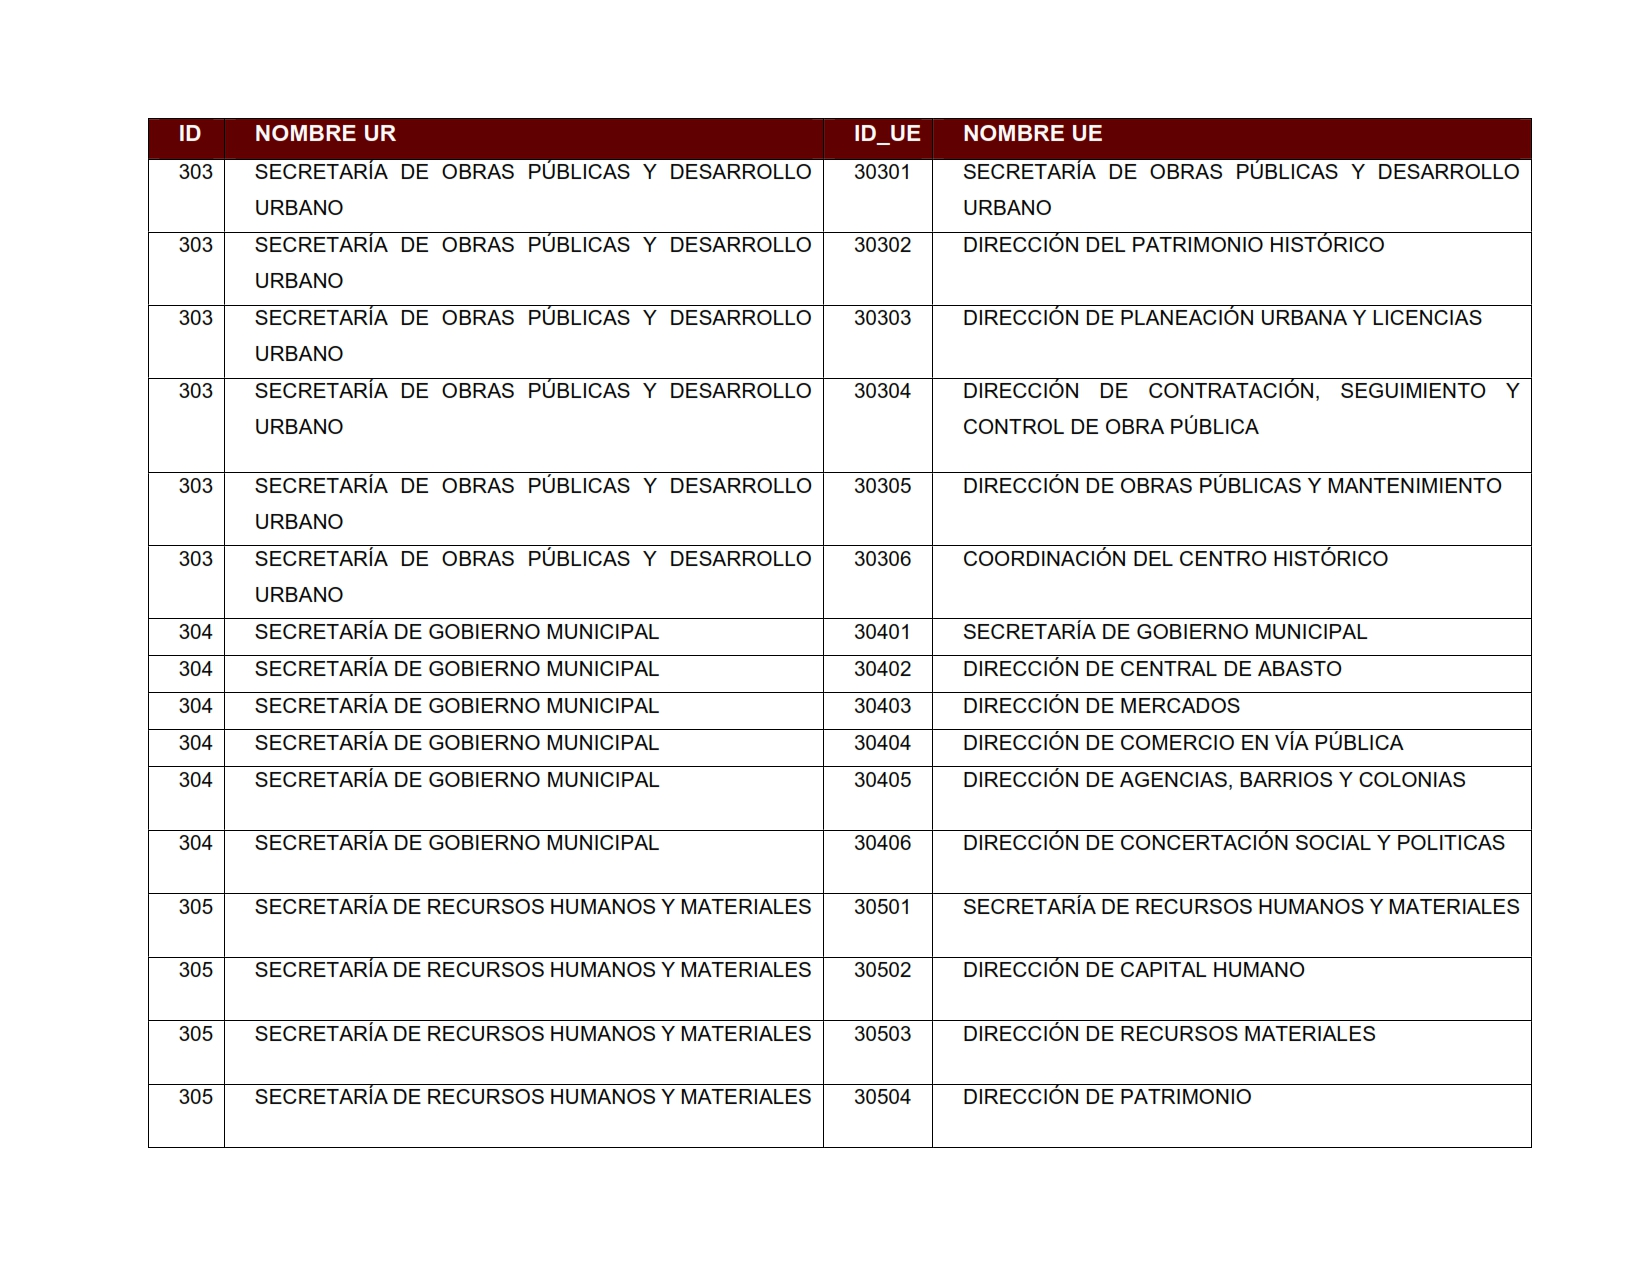 ID NOMBRE UR ID_UE NOMBRE UE
303 SECRETARÍA DE OBRAS PÚBLICAS Y DESARROLLO 30301 SECRETARÍA DE OBRAS PÚBLICAS Y DESARROLLO
URBANO URBANO
303 SECRETARÍA DE OBRAS PÚBLICAS Y DESARROLLO 30302 DIRECCIÓN DEL PATRIMONIO HISTÓRICO
URBANO
303 SECRETARÍA DE OBRAS PÚBLICAS Y DESARROLLO 30303 DIRECCIÓN DE PLANEACIÓN URBANA Y LICENCIAS
URBANO
303 SECRETARÍA DE OBRAS PÚBLICAS Y DESARROLLO 30304 DIRECCIÓN DE CONTRATACIÓN, SEGUIMIENTO Y
URBANO CONTROL DE OBRA PÚBLICA
303 SECRETARÍA DE OBRAS PÚBLICAS Y DESARROLLO 30305 DIRECCIÓN DE OBRAS PÚBLICAS Y MANTENIMIENTO
URBANO
303 SECRETARÍA DE OBRAS PÚBLICAS Y DESARROLLO 30306 COORDINACIÓN DEL CENTRO HISTÓRICO
URBANO
304 SECRETARÍA DE GOBIERNO MUNICIPAL 30401 SECRETARÍA DE GOBIERNO MUNICIPAL
304 SECRETARÍA DE GOBIERNO MUNICIPAL 30402 DIRECCIÓN DE CENTRAL DE ABASTO
304 SECRETARÍA DE GOBIERNO MUNICIPAL 30403 DIRECCIÓN DE MERCADOS
304 SECRETARÍA DE GOBIERNO MUNICIPAL 30404 DIRECCIÓN DE COMERCIO EN VÍA PÚBLICA
304 SECRETARÍA DE GOBIERNO MUNICIPAL 30405 DIRECCIÓN DE AGENCIAS, BARRIOS Y COLONIAS
304 SECRETARÍA DE GOBIERNO MUNICIPAL 30406 DIRECCIÓN DE CONCERTACIÓN SOCIAL Y POLITICAS
305 SECRETARÍA DE RECURSOS HUMANOS Y MATERIALES 30501 SECRETARÍA DE RECURSOS HUMANOS Y MATERIALES
305 SECRETARÍA DE RECURSOS HUMANOS Y MATERIALES 30502 DIRECCIÓN DE CAPITAL HUMANO
305 SECRETARÍA DE RECURSOS HUMANOS Y MATERIALES 30503 DIRECCIÓN DE RECURSOS MATERIALES
305 SECRETARÍA DE RECURSOS HUMANOS Y MATERIALES 30504 DIRECCIÓN DE PATRIMONIO